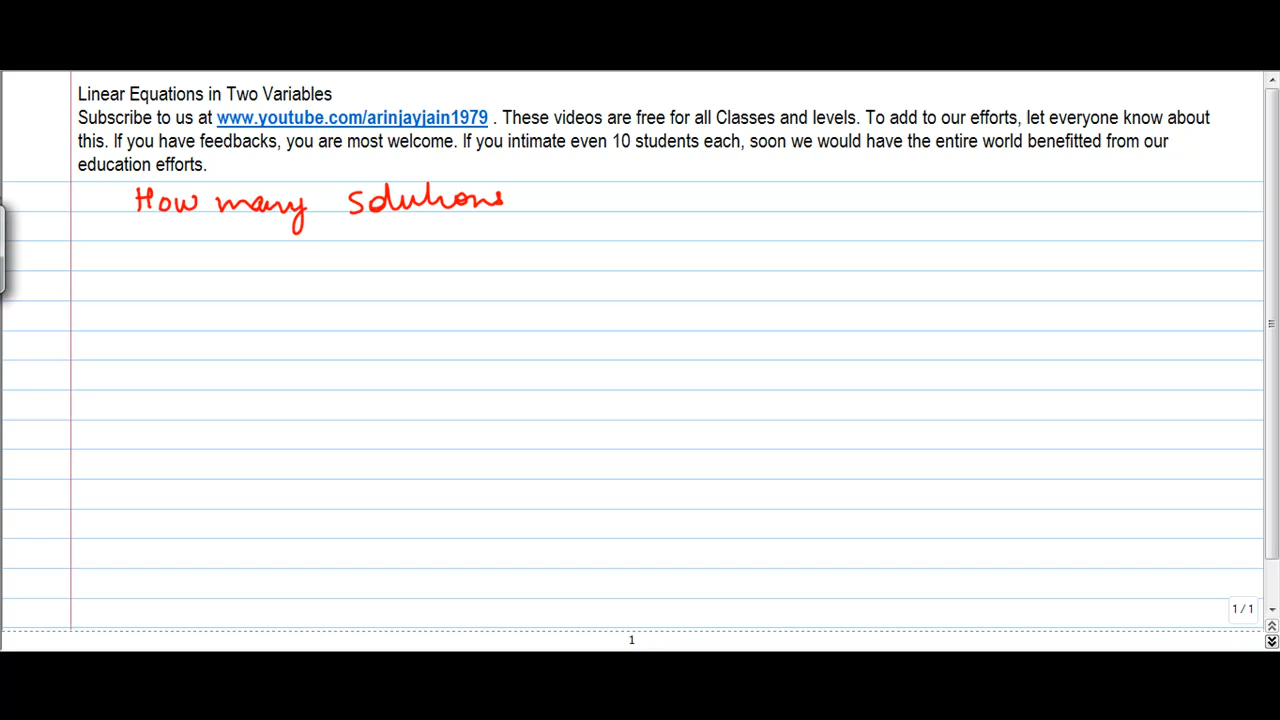 Linear Equations in Two Variables
Subscribe to us at www.youtube.com/arinjayjain1979 . These videos are free for all Classes and levels. To add to our efforts, let everyone know about
this. If you have feedbacks, you are most welcome. If you intimate even 10 students each, soon we would have the entire world benefitted from our
education efforts.
How many solutions
1 / 1
1